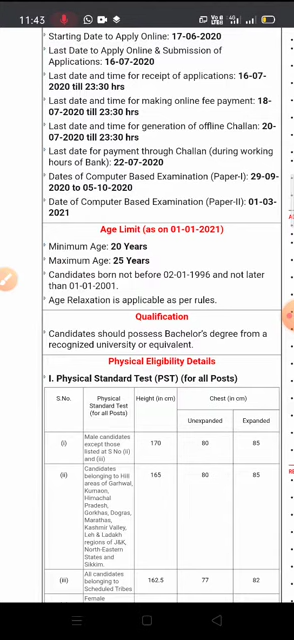 11:43
Starting Date to Apply Online: 17-06-2020
Last Date to Apply Online & Submission of
Applications: 16-07-2020
Last date and time for receipt of applications: 16-07-
2020 till 23:30 hrs
Last date and time for making online fee payment: 18-
07-2020 till 23:30 hrs
Last date and time for generation of offline Challan: 20-
07-2020 till 23:30 hrs
Last date for payment through Challan (during working
hours of Bank): 22-07-2020
Dates of Computer Based Examination (Paper-I): 29-09-
2020 to 05-10-2020
Date of Computer Based Examination (Paper-II): 01-03-
2021
Age Limit (as on 01-01-2021)
Minimum Age: 20 Years
Maximum Age: 25 Years
Candidates born not before 02-01-1996 and not later
than 01-01-2001.
Age Relaxation is applicable as per rules.
Qualification
Candidates should possess Bachelor's degree from a
recognized university or equivalent.
Physical Eligibility Details
I. Physical Standard Test (PST) (for all Posts)
S.No.
Physical
Standard Test
(for all Posts)
Height (in cm)
Chest (in cm)
Unexpanded
Expanded
(i)
Male candidates
except those
listed at S No (ii)
and (iii)
170
80
85
(ii)
Candidates
belonging to Hill
areas of Garhwal,
Kumaon,
Himachal
Pradesh,
Gorkhas, Dogras,
Marathas,
Kashmir Valley,
Leh & Ladakh
regions of J&K,
North-Eastern
States and
Sikkim.
165
80
85
(iii)
All candidates
belonging to
Scheduled Tribes
162.5
77
82
Female